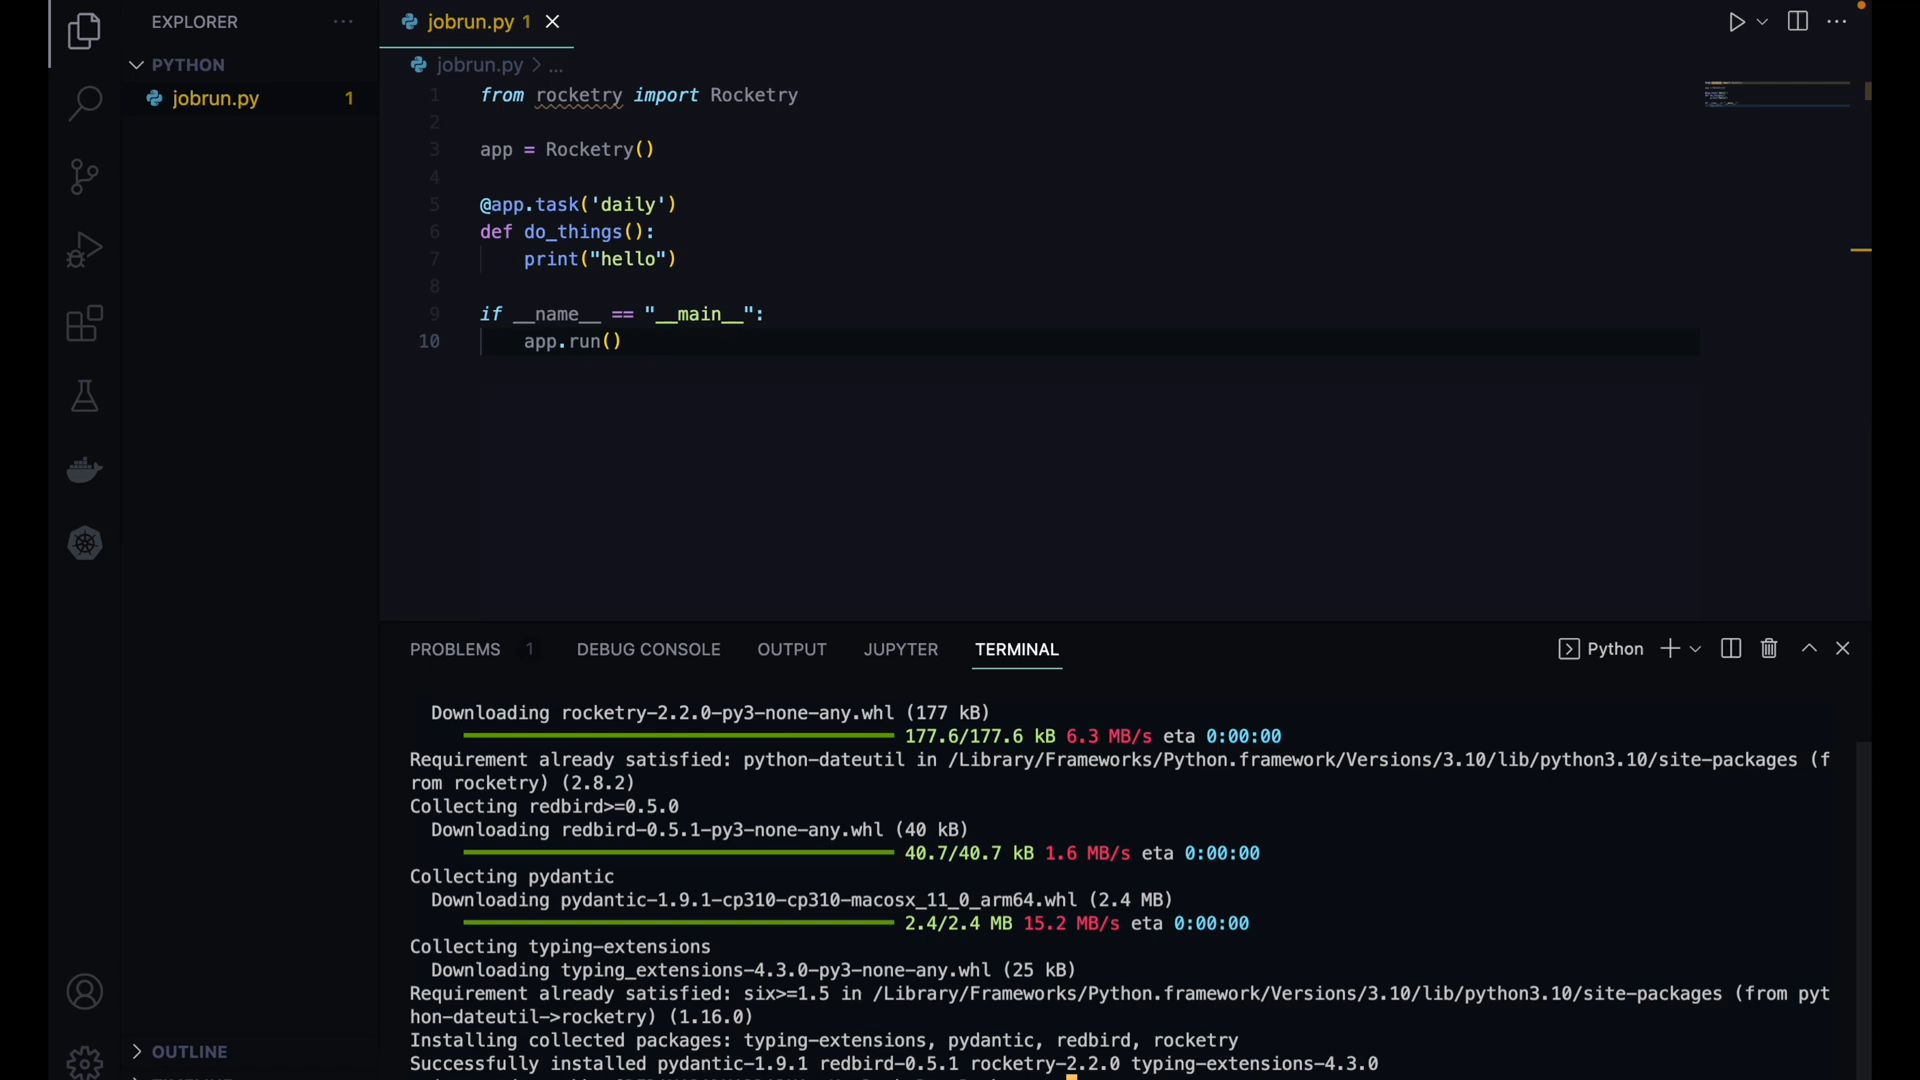 EXPLORER
jobrun.py 1
PYTHON
jobrun.py 1
jobrun.py > ...
1 from rocketry import Rocketry
2
3 app = Rocketry()
4
5 @app.task('daily')
6 def do_things():
7 print("hello")
8
9 if __name__ == "__main__":
10 app.run()
PROBLEMS 1 DEBUG CONSOLE OUTPUT JUPYTER TERMINAL
Python
Downloading rocketry-2.2.0-py3-none-any.whl (177 kB)
177.6/177.6 kB 6.3 MB/s eta 0:00:00
Requirement already satisfied: python-dateutil in /Library/Frameworks/Python.framework/Versions/3.10/lib/python3.10/site-packages (f
rom rocketry) (2.8.2)
Collecting redbird>=0.5.0
Downloading redbird-0.5.1-py3-none-any.whl (40 kB)
40.7/40.7 kB 1.6 MB/s eta 0:00:00
Collecting pydantic
Downloading pydantic-1.9.1-cp310-cp310-macosx_11_0_arm64.whl (2.4 MB)
2.4/2.4 MB 15.2 MB/s eta 0:00:00
Collecting typing-extensions
Downloading typing_extensions-4.3.0-py3-none-any.whl (25 kB)
Requirement already satisfied: six>=1.5 in /Library/Frameworks/Python.framework/Versions/3.10/lib/python3.10/site-packages (from pyt
hon-dateutil->rocketry) (1.16.0)
Installing collected packages: typing-extensions, pydantic, redbird, rocketry
Successfully installed pydantic-1.9.1 redbird-0.5.1 rocketry-2.2.0 typing-extensions-4.3.0
OUTLINE